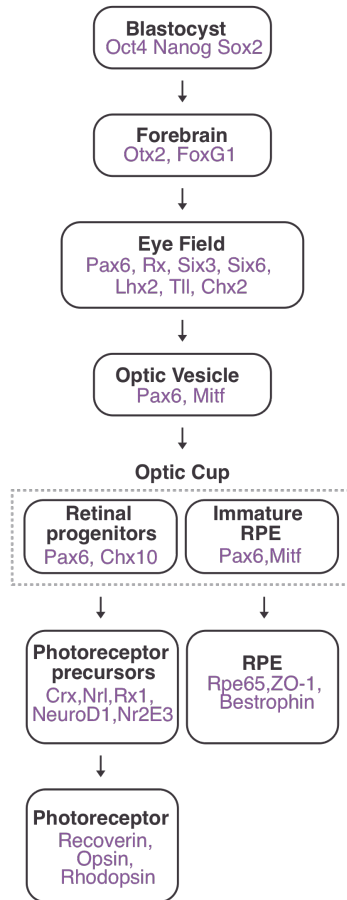 Blastocyst
Oct4 Nanog Sox2
Forebrain
Otx2, FoxG1
Eye Field
Pax6, Rx, Six3, Six6,
Lhx2, Tll, Chx2
Optic Vesicle
Pax6, Mitf
Optic Cup
Retinal
progenitors
Pax6, Chx10
Immature
RPE
Pax6,Mitf
Photoreceptor
precursors
Crx,Nrl,Rx1,
NeuroD1,Nr2E3
RPE
Rpe65,ZO-1,
Bestrophin
Photoreceptor
Recoverin,
Opsin,
Rhodopsin